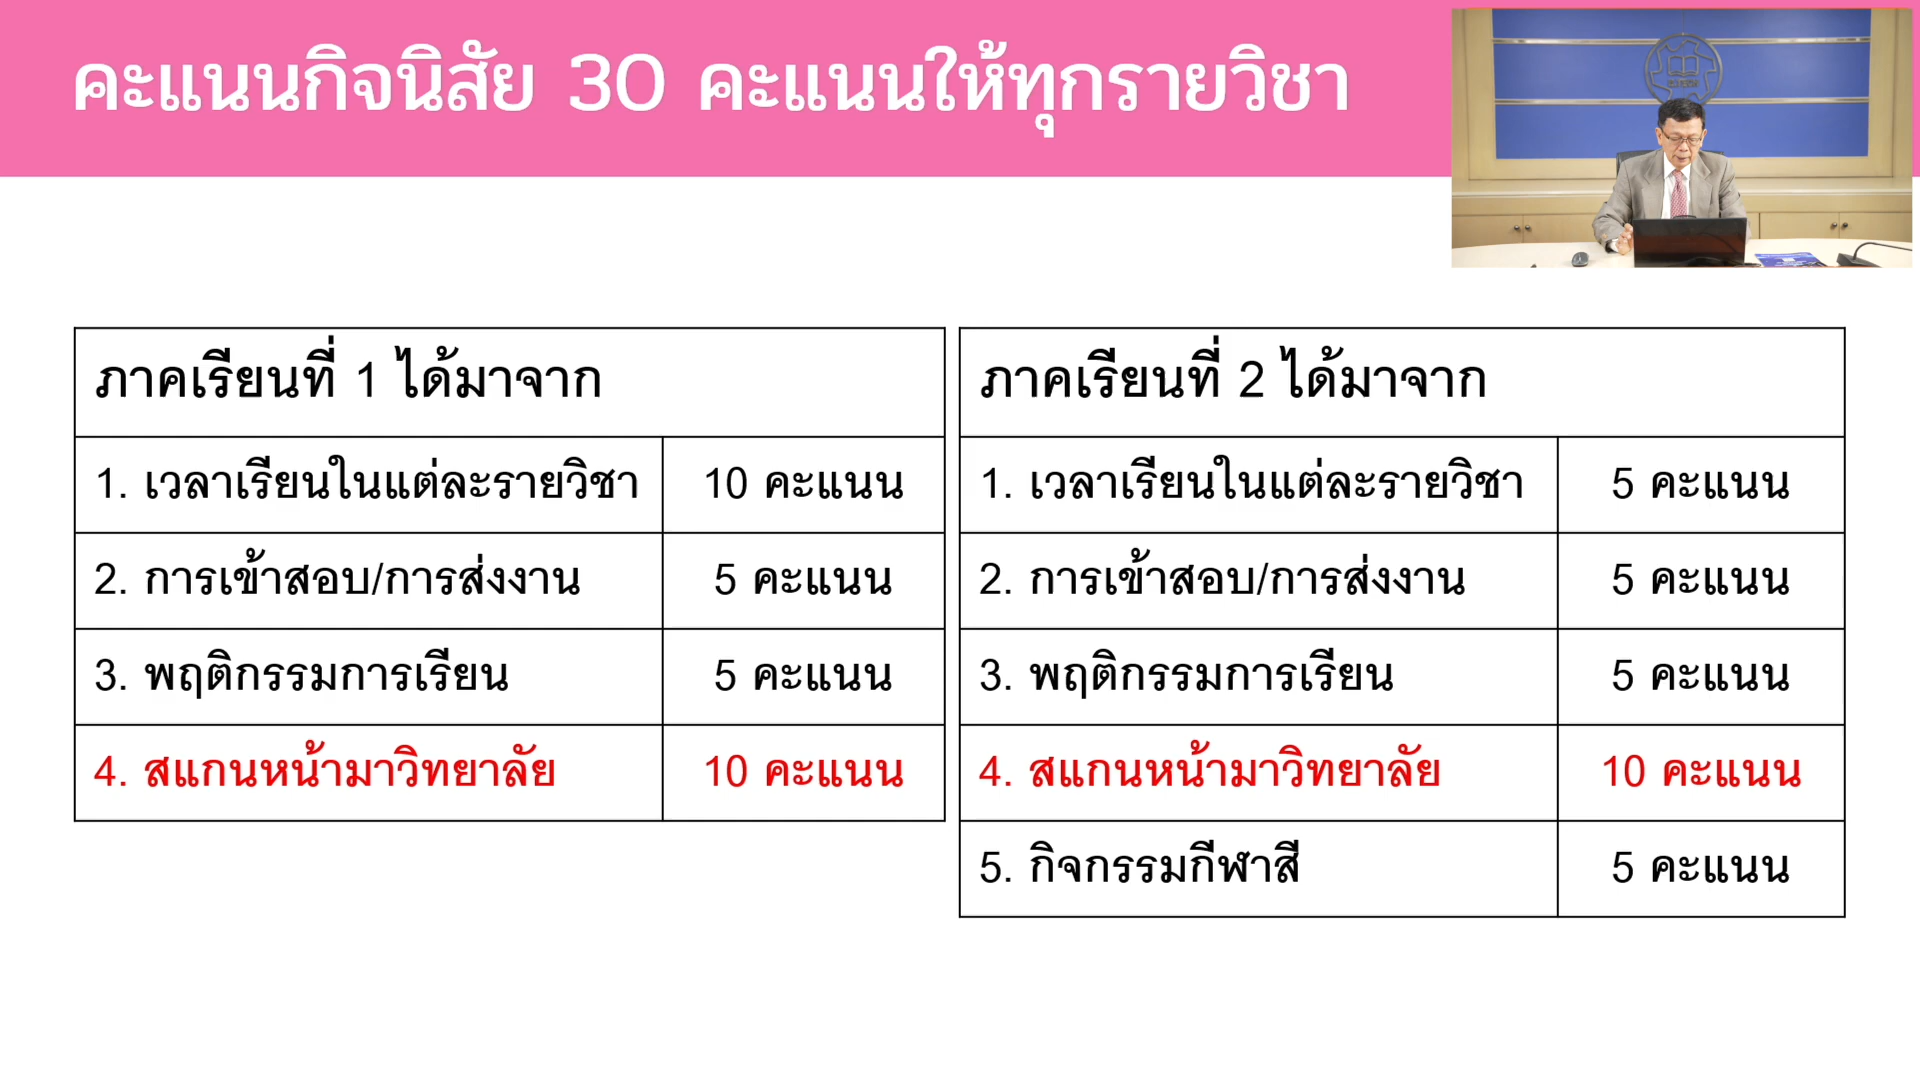 คะแนนกิจนิสัย 30 คะแนนให้ทุกรายวิชา
ภาคเรียนที่ 1 ได้มาจาก
1. เวลาเรียนในแต่ละรายวิชา 10 คะแนน
2. การเข้าสอบ/การส่งงาน 5 คะแนน
3. พฤติกรรมการเรียน 5 คะแนน
4. สแกนหน้ามาวิทยาลัย 10 คะแนน
ภาคเรียนที่ 2 ได้มาจาก
1. เวลาเรียนในแต่ละรายวิชา 5 คะแนน
2. การเข้าสอบ/การส่งงาน 5 คะแนน
3. พฤติกรรมการเรียน 5 คะแนน
4. สแกนหน้ามาวิทยาลัย 10 คะแนน
5. กิจกรรมกีฬาสี 5 คะแนน